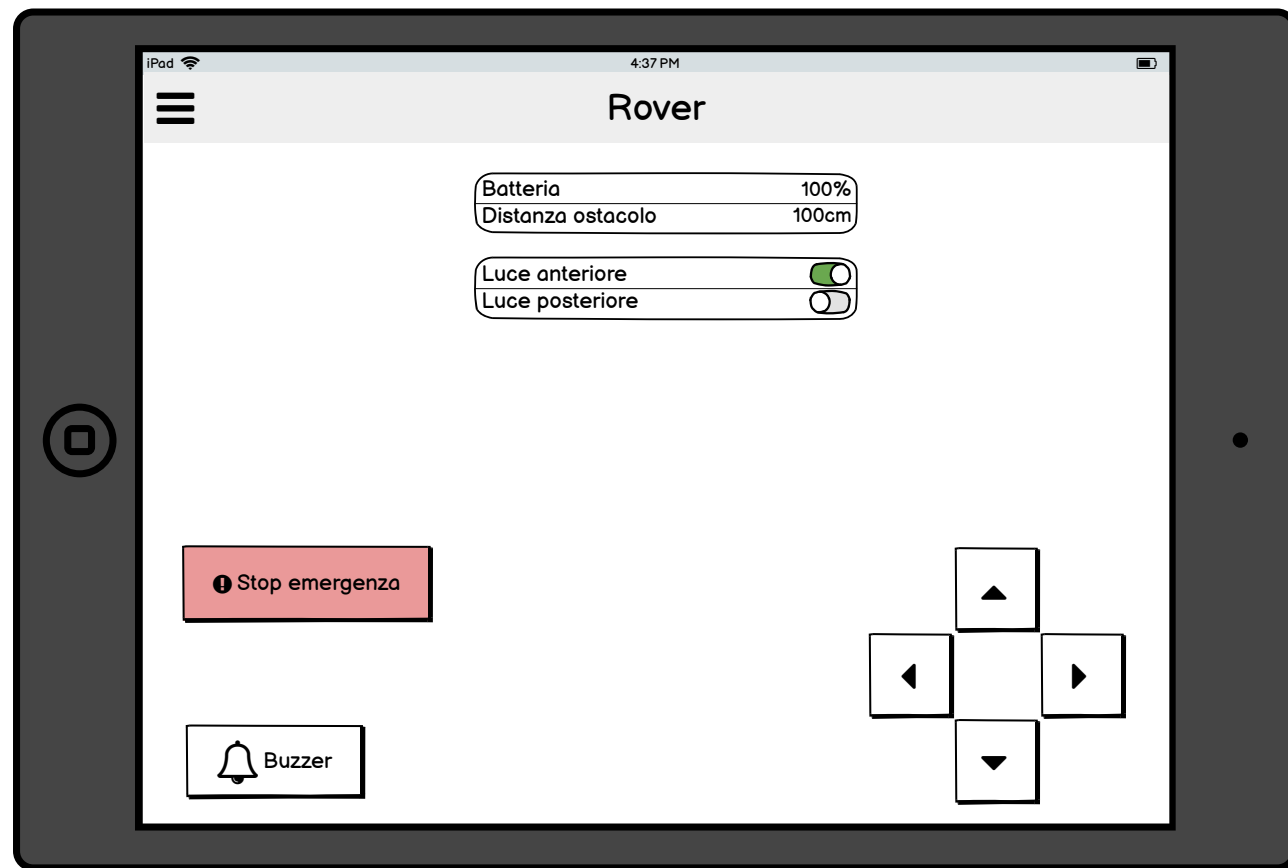 iPad 4:37 PM
Rover
Batteria 100%
Distanza ostacolo 100cm
Luce anteriore
Luce posteriore
Stop emergenza
Buzzer